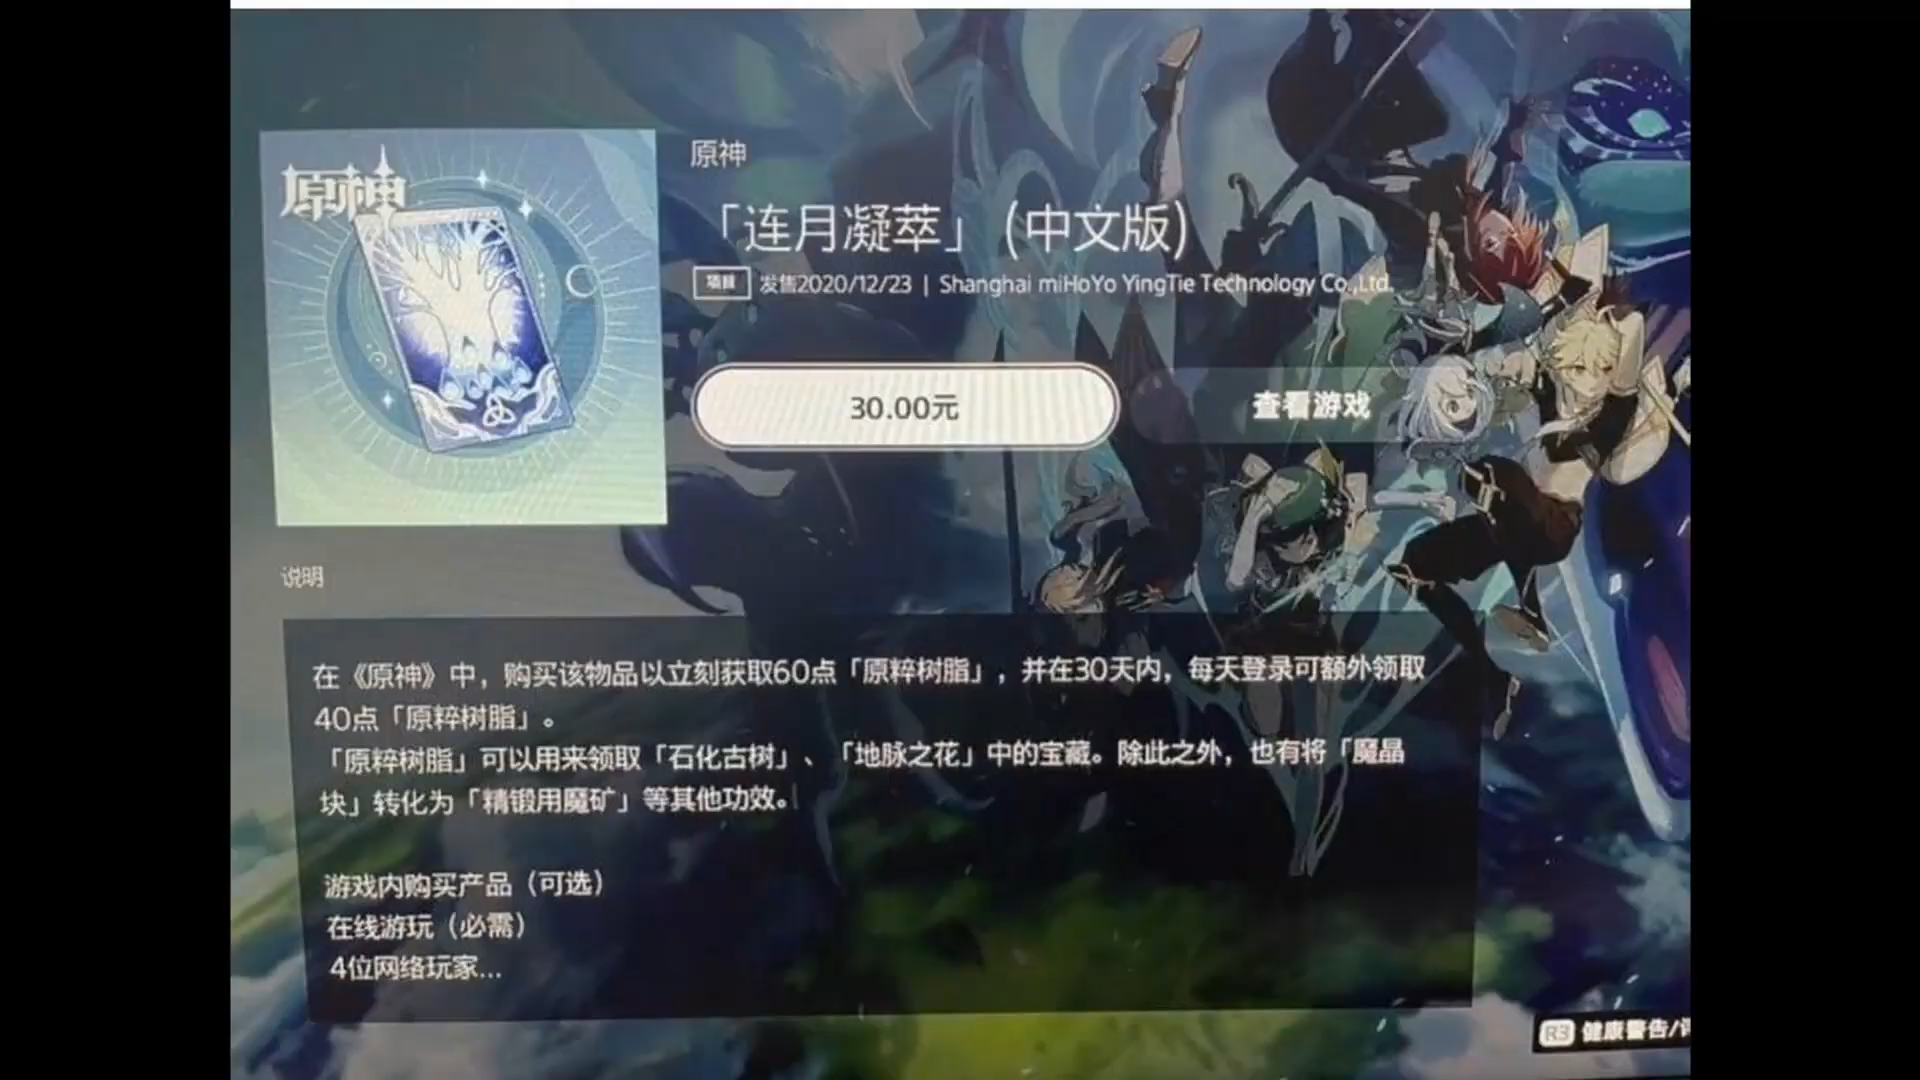 原神
原神
「连月凝萃」(中文版)
项目 发售2020/12/23 | Shanghai miHoYo YingTie Technology Co.,Ltd.
30.00元 查看游戏
说明
在《原神》中，购买该物品以立刻获取60点「原粹树脂」，并在30天内，每天登录可额外领取
40点「原粹树脂」。
「原粹树脂」可以用来领取「石化古树」、「地脉之花」中的宝藏。除此之外，也有将「魔晶
块」转化为「精锻用魔矿」等其他功效。
游戏内购买产品（可选）
在线游玩（必需）
4位网络玩家...
R3 健康警告/